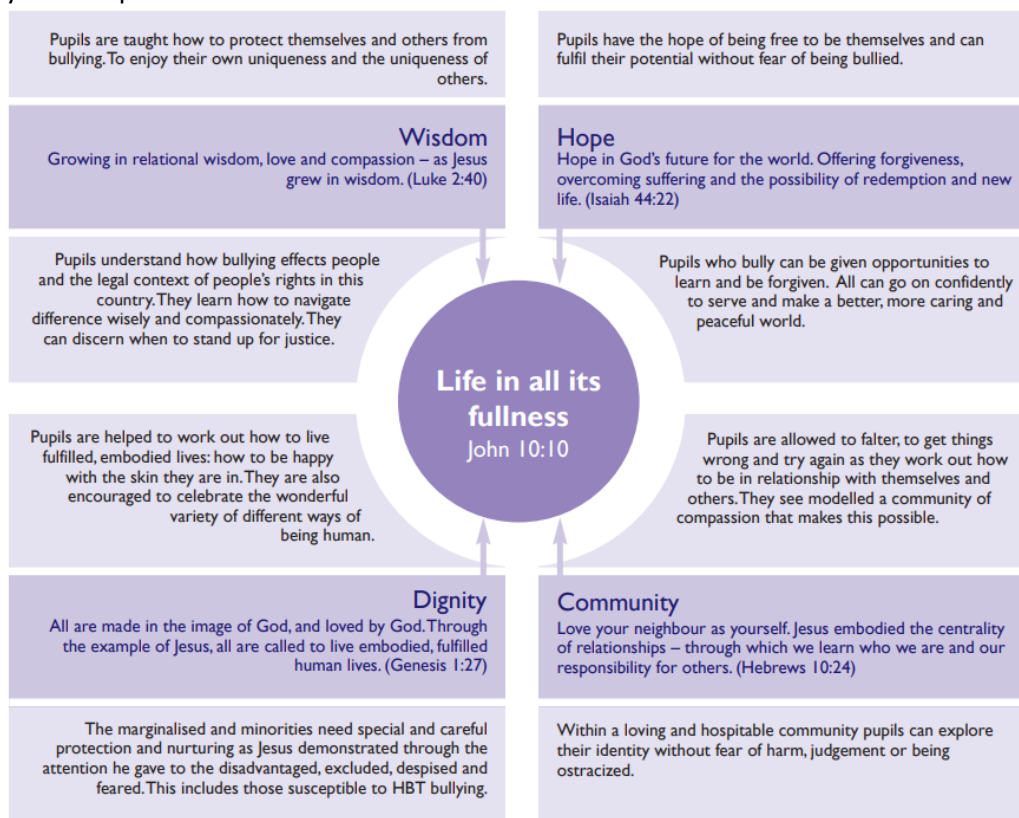 Pupils are taught how to protect themselves and others from
bullying. To enjoy their own uniqueness and the uniqueness of
others.
Wisdom
Growing in relational wisdom, love and compassion – as Jesus
grew in wisdom. (Luke 2:40)
Pupils understand how bullying effects people
and the legal context of people's rights in this
country. They learn how to navigate
difference wisely and compassionately. They
can discern when to stand up for justice.
Pupils have the hope of being free to be themselves and can
fulfil their potential without fear of being bullied.
Hope
Hope in God's future for the world. Offering forgiveness,
overcoming suffering and the possibility of redemption and new
life. (Isaiah 44:22)
Pupils who bully can be given opportunities to
learn and be forgiven. All can go on confidently
to serve and make a better, more caring and
peaceful world.
Life in all its
fullness
John 10:10
Pupils are helped to work out how to live
fulfilled, embodied lives: how to be happy
with the skin they are in. They are also
encouraged to celebrate the wonderful
variety of different ways of
being human.
Dignity
All are made in the image of God, and loved by God. Through
the example of Jesus, all are called to live embodied, fulfilled
human lives. (Genesis 1:27)
The marginalised and minorities need special and careful
protection and nurturing as Jesus demonstrated through the
attention he gave to the disadvantaged, excluded, despised and
feared. This includes those susceptible to HBT bullying.
Pupils are allowed to falter, to get things
wrong and try again as they work out how
to be in relationship with themselves and
others. They see modelled a community of
compassion that makes this possible.
Community
Love your neighbour as yourself. Jesus embodied the centrality
of relationships – through which we learn who we are and our
responsibility for others. (Hebrews 10:24)
Within a loving and hospitable community pupils can explore
their identity without fear of harm, judgement or being
ostracized.